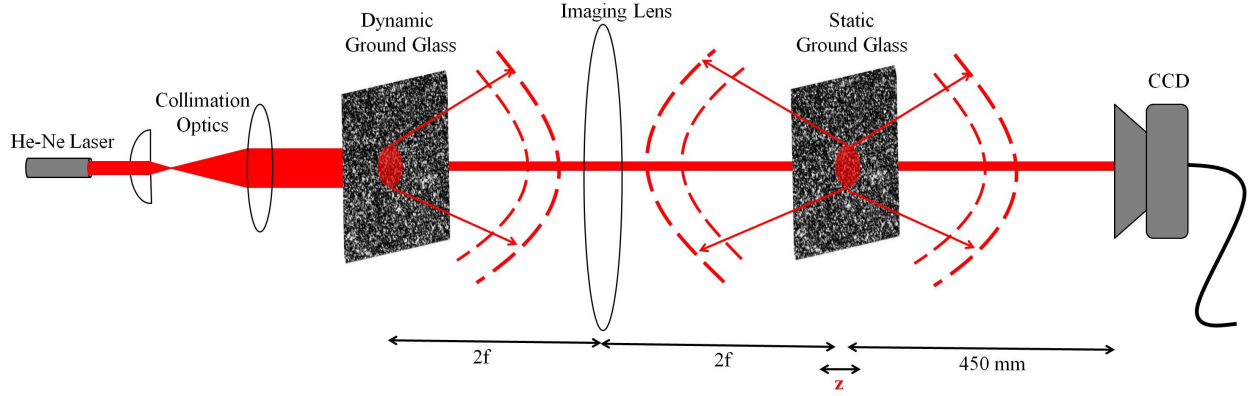 He-Ne Laser
Collimation
Optics
Dynamic
Ground Glass
Imaging Lens
Static
Ground Glass
CCD
2f
2f
z
450 mm